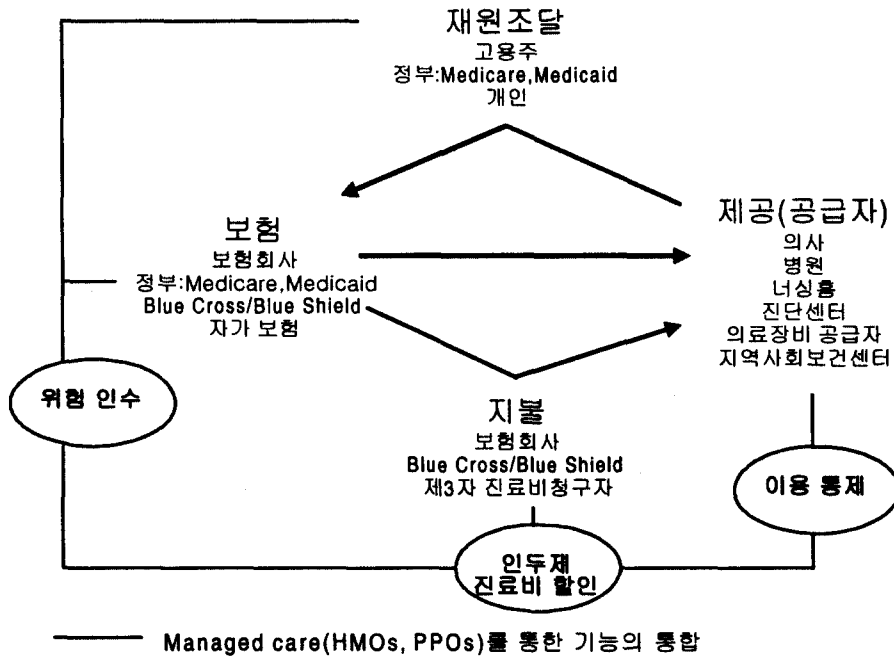 재원조달
고용주
정부:Medicare,Medicaid
개인
보험
보험회사
정부:Medicare,Medicaid
Blue Cross/Blue Shield
자가 보험
제공(공급자)
의사
병원
너싱홈
진단센터
의료장비 공급자
지역사회보건센터
위험 인수
지불
보험회사
Blue Cross/Blue Shield
제3자 진료비청구자
이용 통제
인두제
진료비 할인
Managed care(HMOs, PPOs)를 통한 기능의 통합